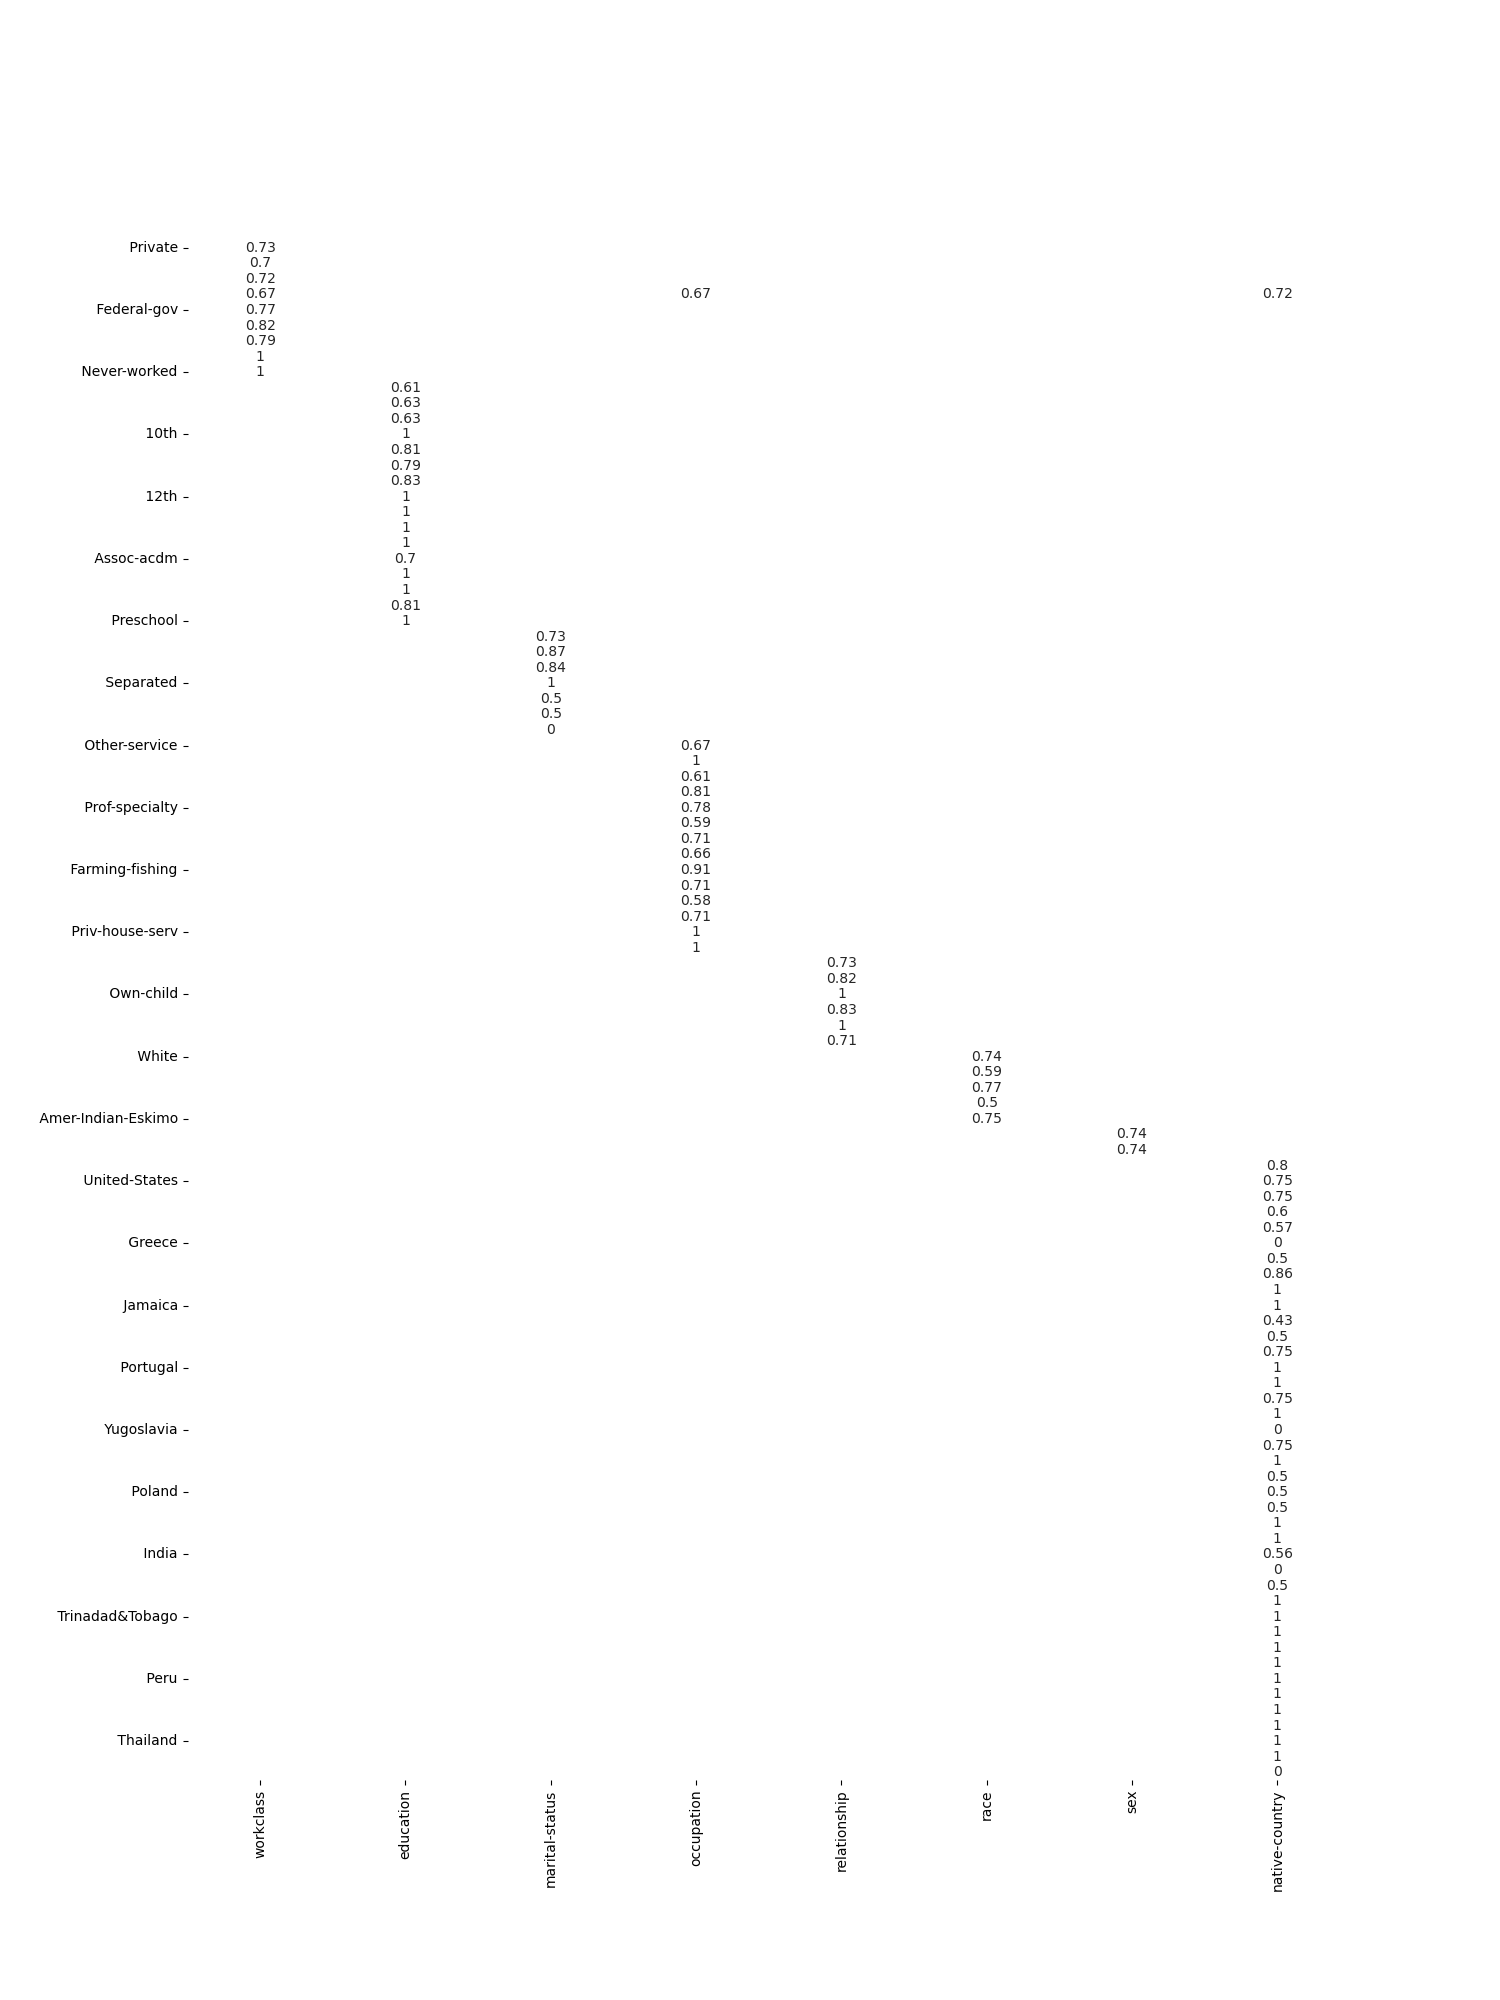 Private – 0.73
0.7
0.72
0.67 0.67 0.72
Federal-gov – 0.77
0.82
0.79
1
Never-worked – 1
0.61
0.63
0.63
10th – 1
0.81
0.79
0.83
12th – 1
1
1
1
Assoc-acdm – 0.7
1
1
0.81
Preschool – 1
0.73
0.87
0.84
Separated – 1
0.5
0.5
0
Other-service – 0.67
1
0.61
0.81
Prof-specialty – 0.78
0.59
0.71
0.66
Farming-fishing – 0.91
0.71
0.58
0.71
Priv-house-serv – 1
1
0.73
0.82
Own-child – 1
0.83
1
0.71
White – 0.74
0.59
0.77
0.5
Amer-Indian-Eskimo – 0.75
0.74
0.74
0.8
United-States – 0.75
0.75
0.6
0.57
Greece – 0
0.5
0.86
1
Jamaica – 1
0.43
0.5
0.75
Portugal – 1
1
0.75
1
Yugoslavia – 0
0.75
1
0.5
Poland – 0.5
0.5
1
1
India – 0.56
0
0.5
1
Trinadad&Tobago – 1
1
1
1
Peru – 1
1
1
1
Thailand – 1
1
0
workclass –
education –
marital-status –
occupation –
relationship –
race –
sex –
native-country –